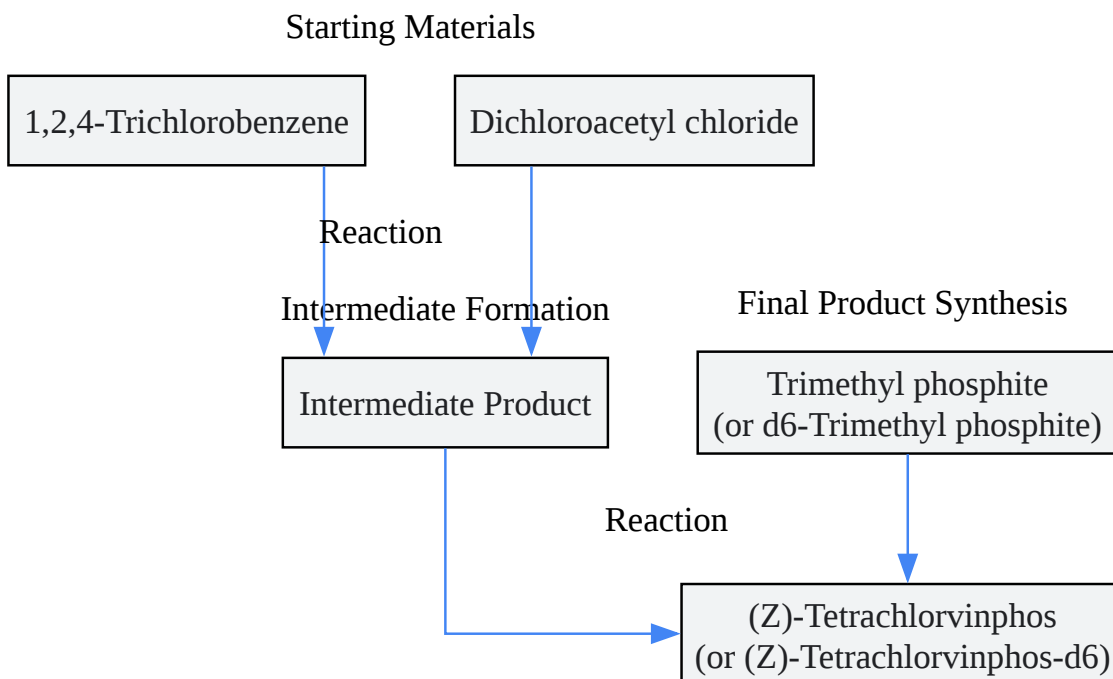 Starting Materials
1,2,4-Trichlorobenzene
Dichloroacetyl chloride
Reaction
Intermediate Formation
Final Product Synthesis
Intermediate Product
Trimethyl phosphite
(or d6-Trimethyl phosphite)
Reaction
(Z)-Tetrachlorvinphos
(or (Z)-Tetrachlorvinphos-d6)